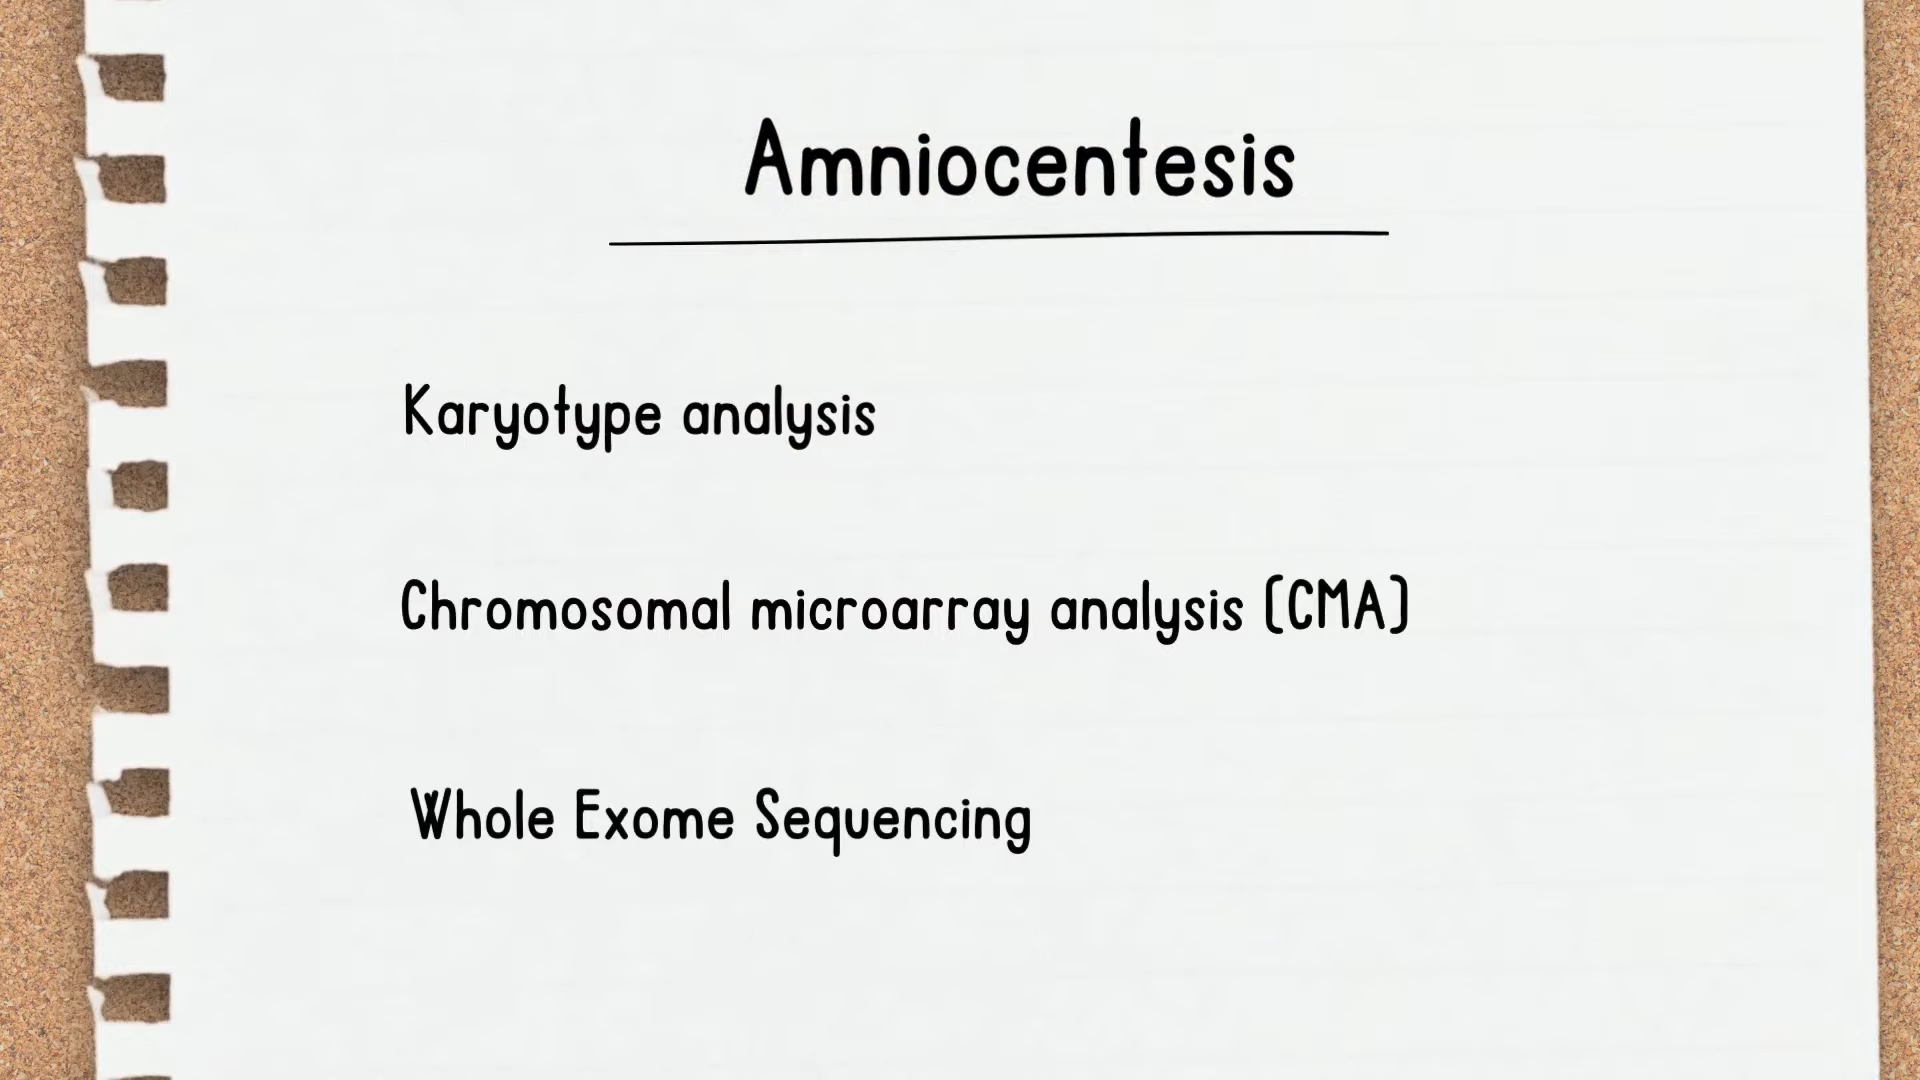 Amniocentesis
Karyotype analysis
Chromosomal microarray analysis (CMA)
Whole Exome Sequencing